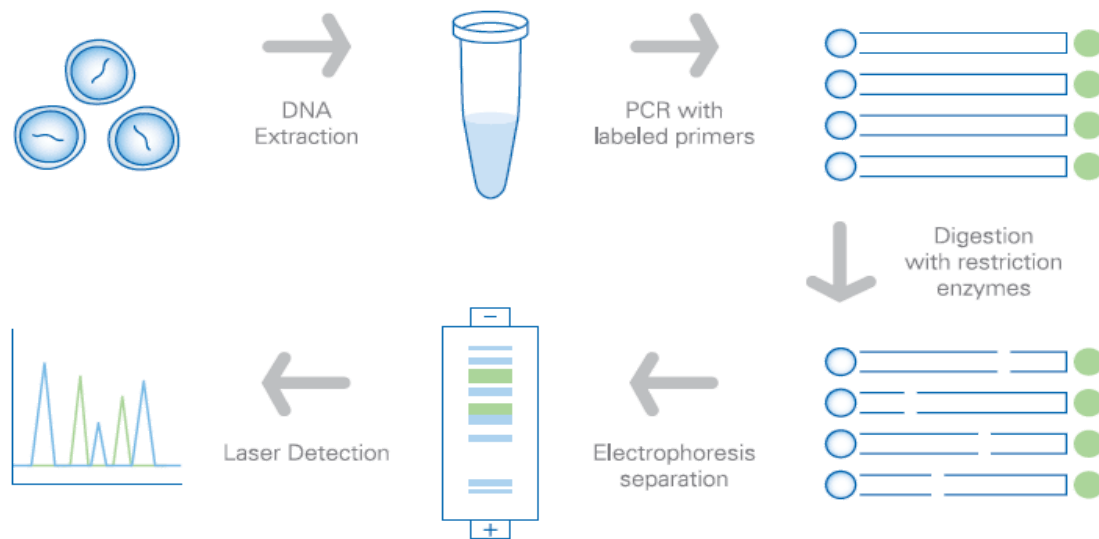 DNA
Extraction
PCR with
labeled primers
Digestion
with restriction
enzymes
−
Laser Detection
Electrophoresis
separation
+